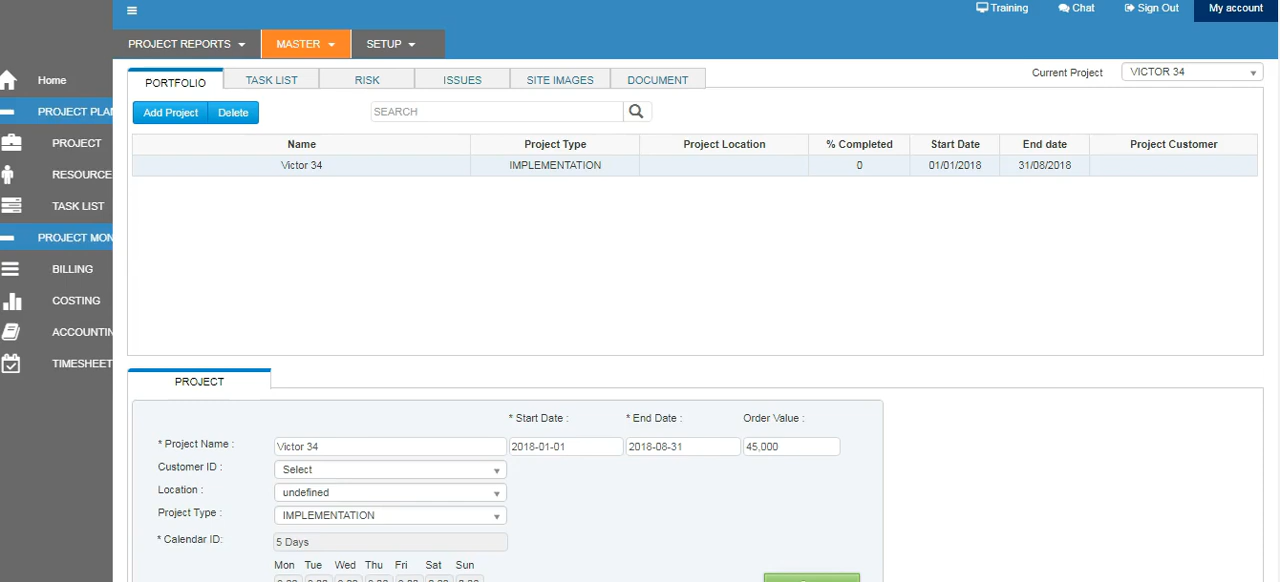 Training Chat Sign Out My account
PROJECT REPORTS MASTER SETUP
Home
PROJECT PLAN
PROJECT
RESOURCE
TASK LIST
PROJECT MON
BILLING
COSTING
ACCOUNTIN
TIMESHEET
PORTFOLIO TASK LIST RISK ISSUES SITE IMAGES DOCUMENT Current Project VICTOR 34
Add Project Delete SEARCH
Name Project Type Project Location % Completed Start Date End date Project Customer
Victor 34 IMPLEMENTATION 0 01/01/2018 31/08/2018
PROJECT
* Start Date : * End Date : Order Value :
* Project Name : Victor 34 2018-01-01 2018-08-31 45,000
Customer ID : Select
Location : undefined
Project Type : IMPLEMENTATION
* Calendar ID: 5 Days
Mon Tue Wed Thu Fri Sat Sun